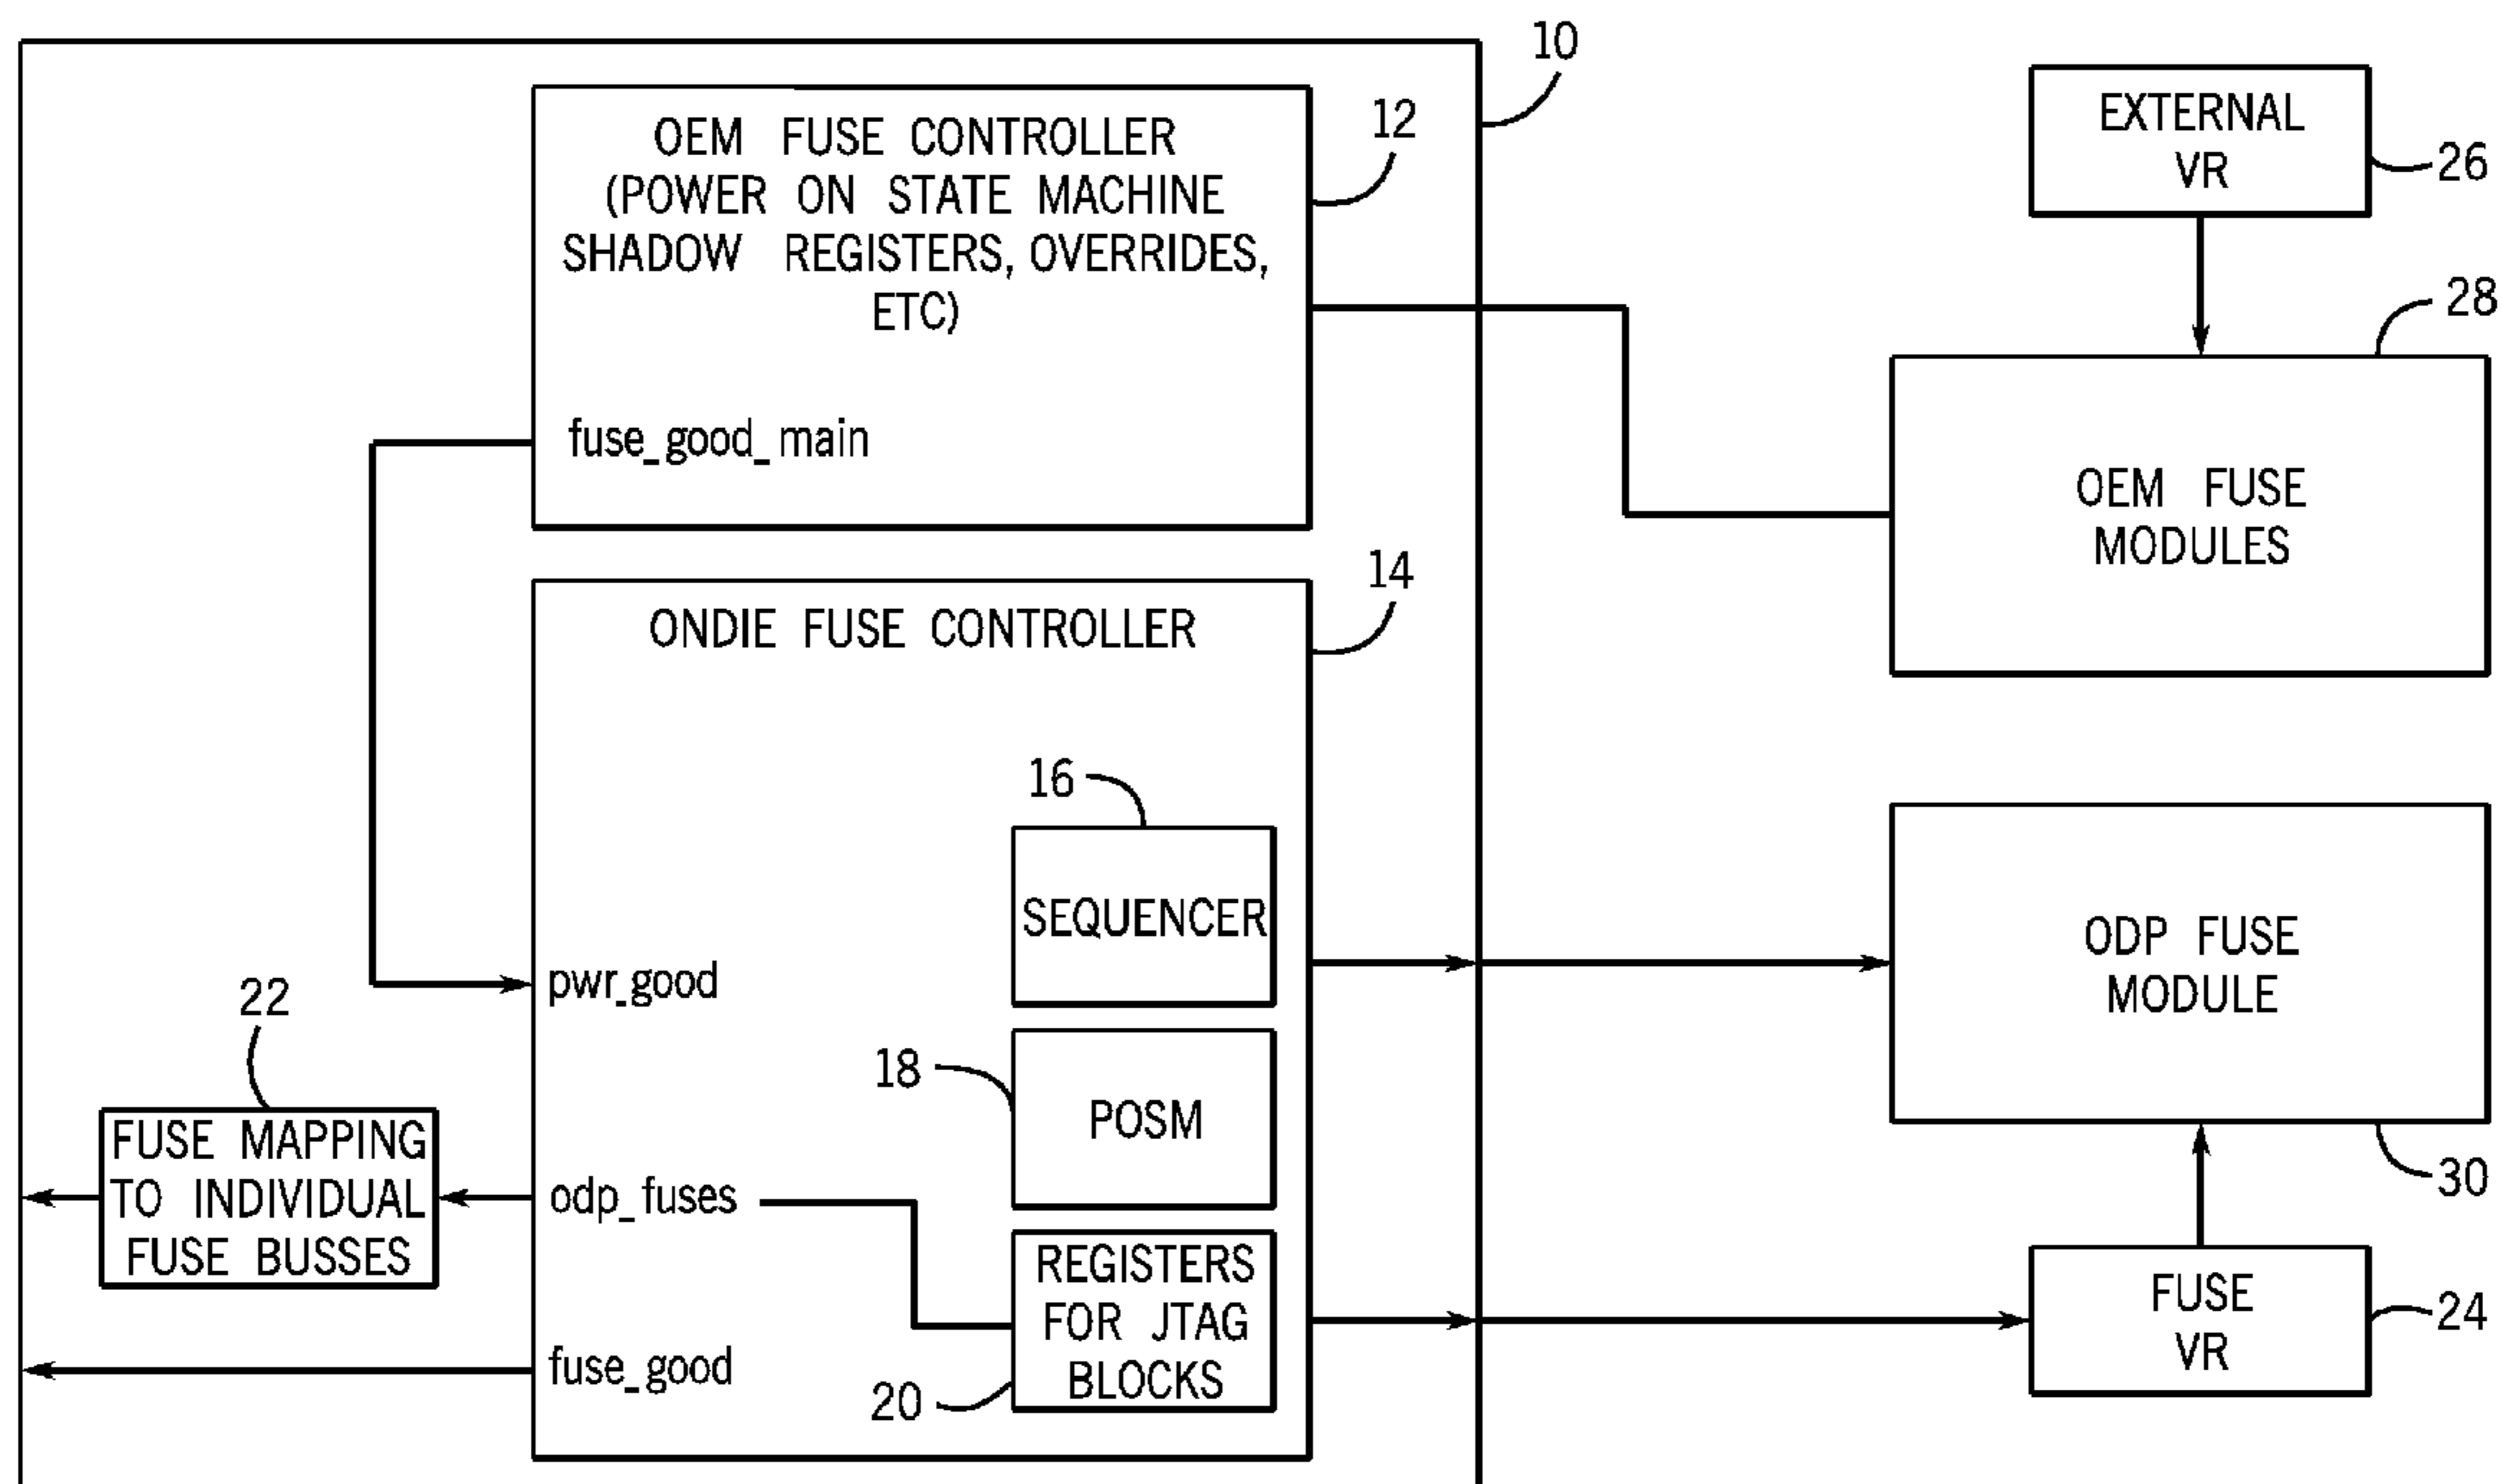 10
OEM FUSE CONTROLLER
(POWER ON STATE MACHINE
SHADOW REGISTERS, OVERRIDES,
ETC)
12
fuse_good_main
EXTERNAL
VR
26
28
OEM FUSE
MODULES
ONDIE FUSE CONTROLLER
14
16
SEQUENCER
pwr_good
18
POSM
ODP FUSE
MODULE
30
22
FUSE MAPPING
TO INDIVIDUAL
FUSE BUSSES
odp_fuses
REGISTERS
FOR JTAG
BLOCKS
20
fuse_good
FUSE
VR
24